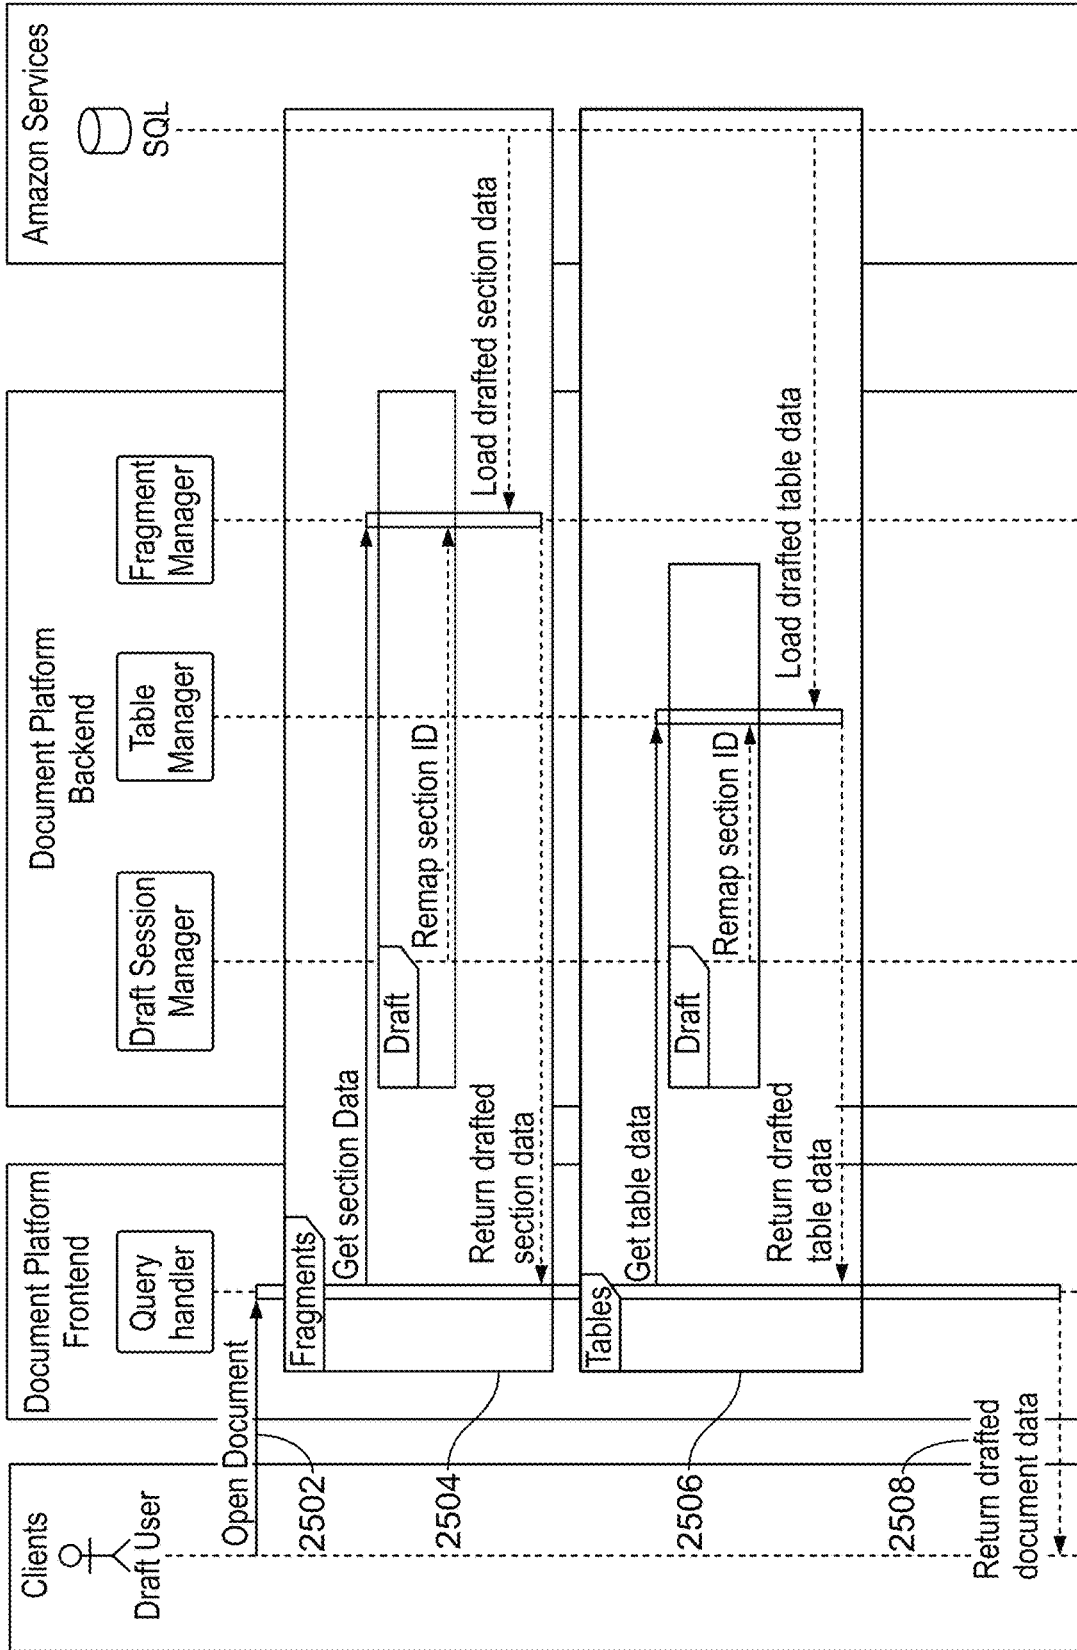 Clients
Draft User
Document Platform
Frontend
Query
handler
Document Platform
Backend
Draft Session
Manager
Table
Manager
Fragment
Manager
Amazon Services
SQL
Open Document
2502
Fragments
Get section Data
Draft
Remap section ID
2504
Load drafted section data
Return drafted
section data
Tables
Get table data
Draft
Remap section ID
2506
Load drafted table data
Return drafted
table data
2508
Return drafted
document data